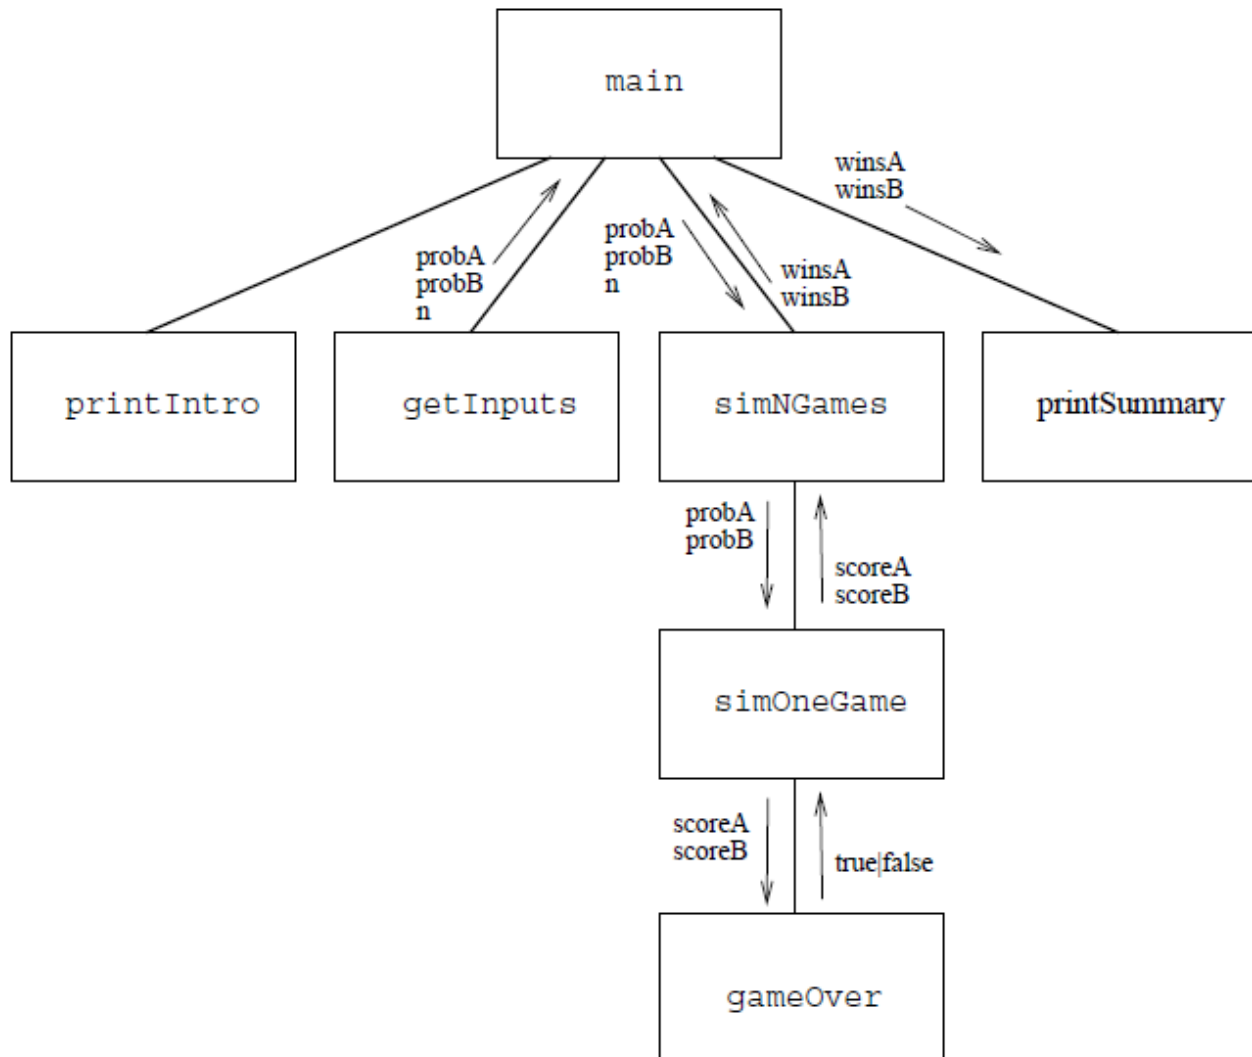 main
winsA
winsB
probA
probB
n
probA
probB
n
winsA
winsB
printIntro
getInputs
simNGames
printSummary
probA
probB
scoreA
scoreB
simOneGame
scoreA
scoreB
true|false
gameOver